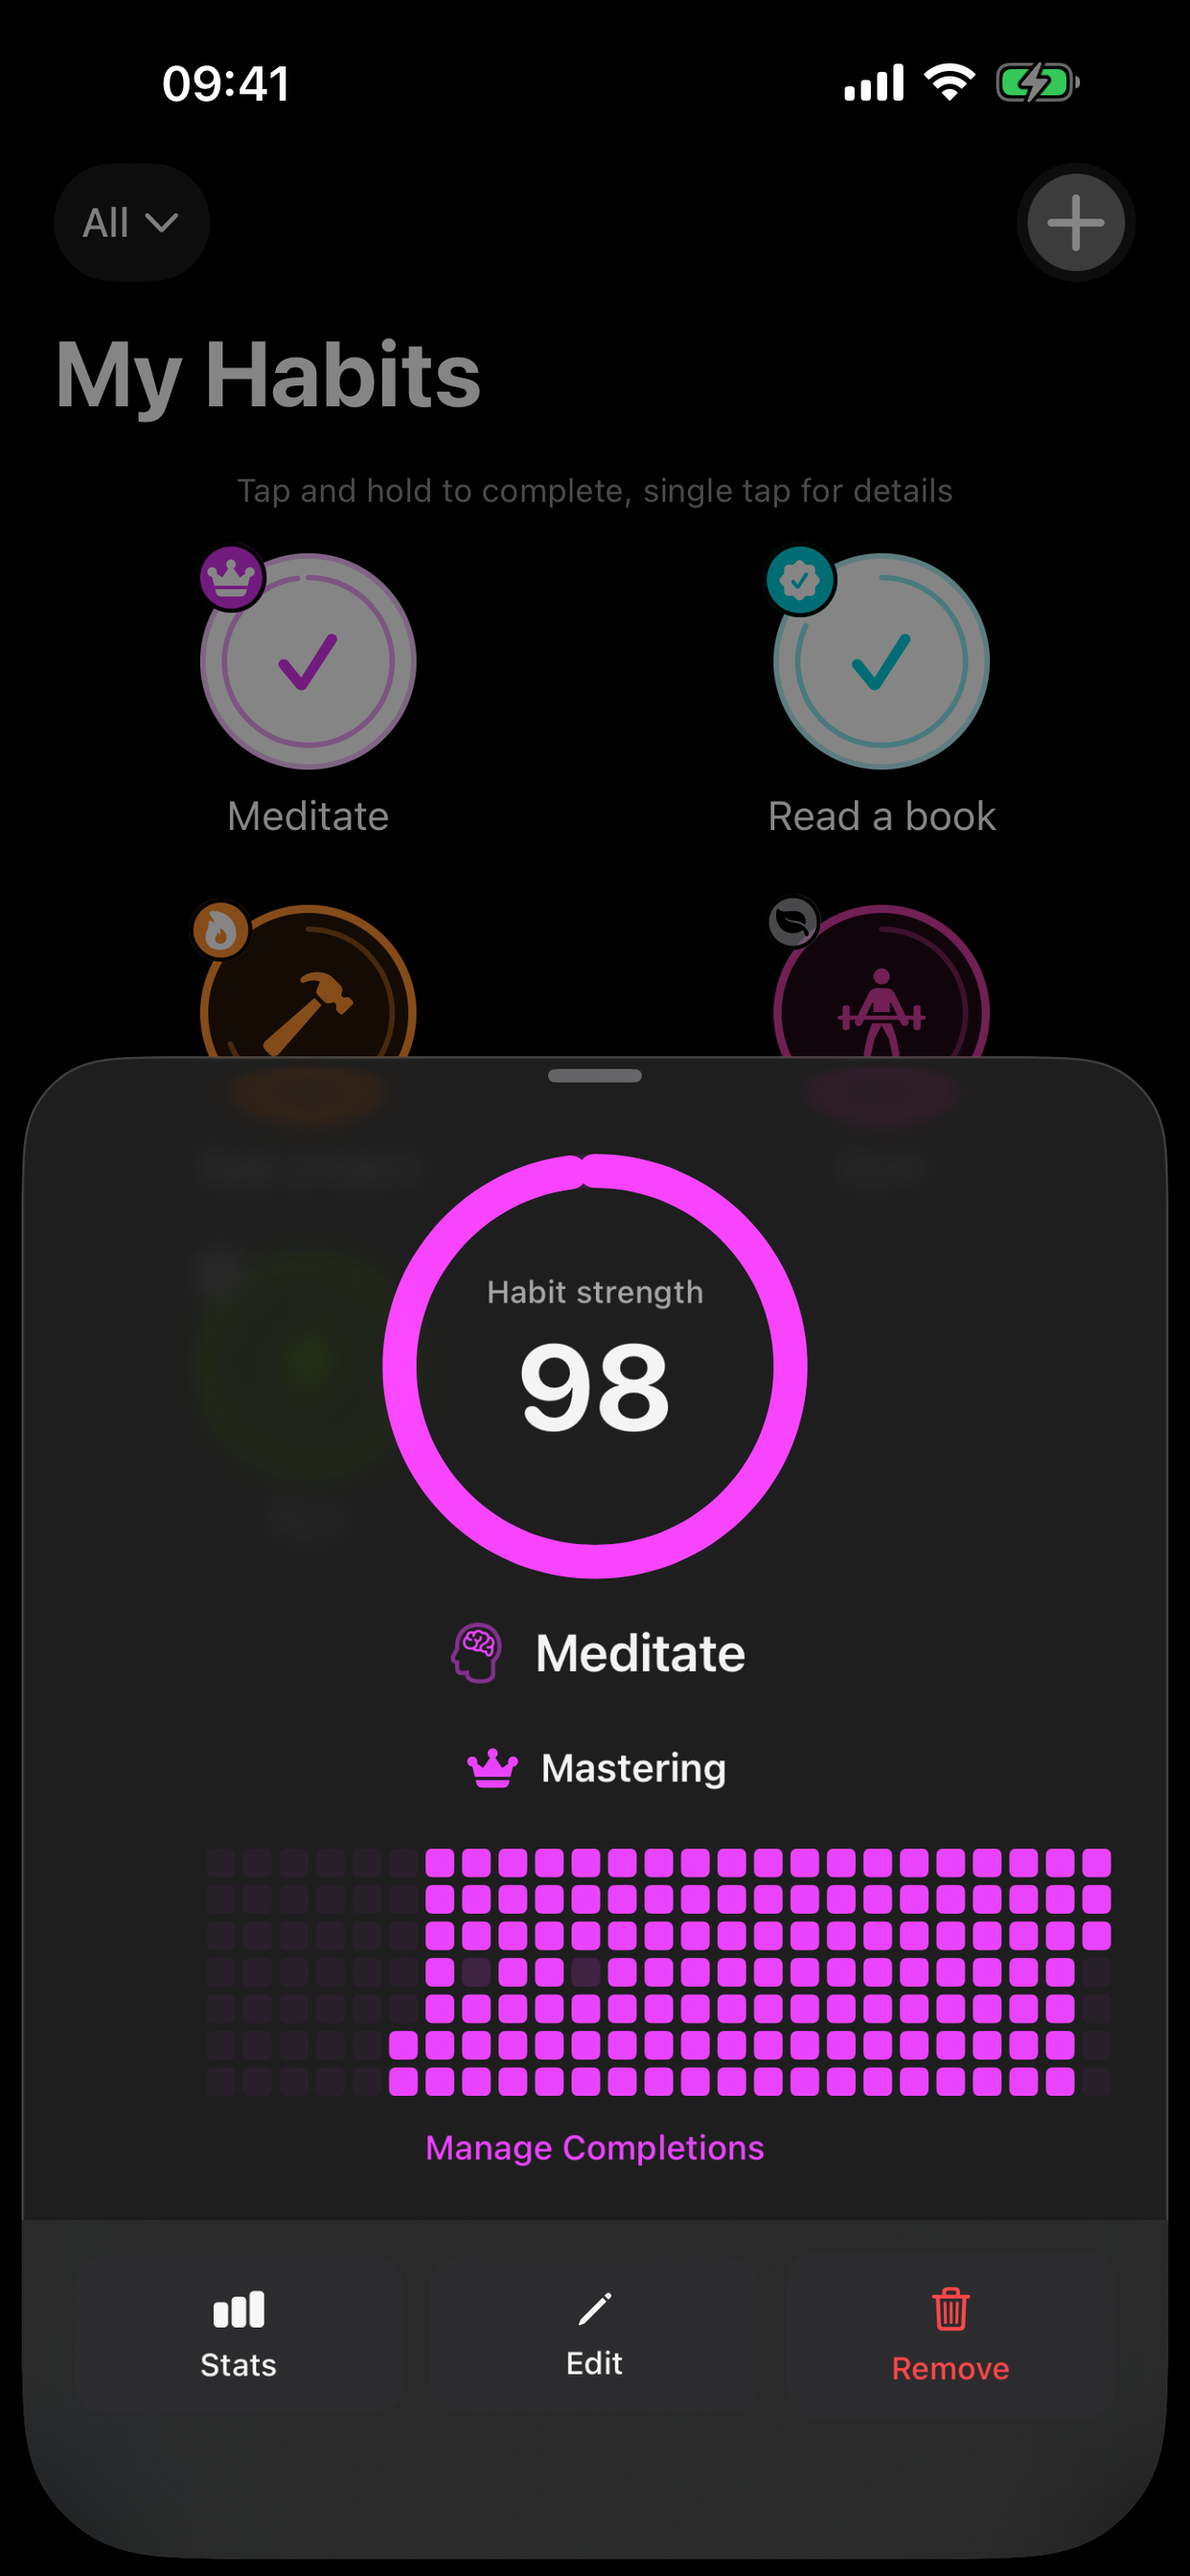 09:41
All
My Habits
Tap and hold to complete, single tap for details
Meditate
Read a book
Habit strength
98
Meditate
Mastering
Manage Completions
Stats
Edit
Remove